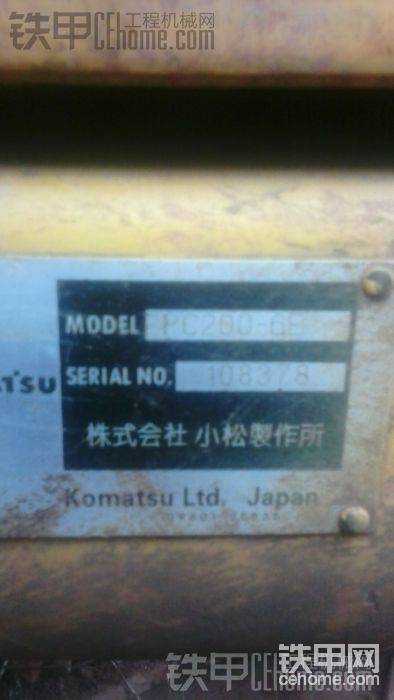 铁甲 工程机械网
CEhome.com
MODEL PC200-6E
ATSU SERIAL NO. 108378
株式会社 小松製作所
Komatsu Ltd. Japan
铁甲 CEhome.com
铁甲网
cehome.com